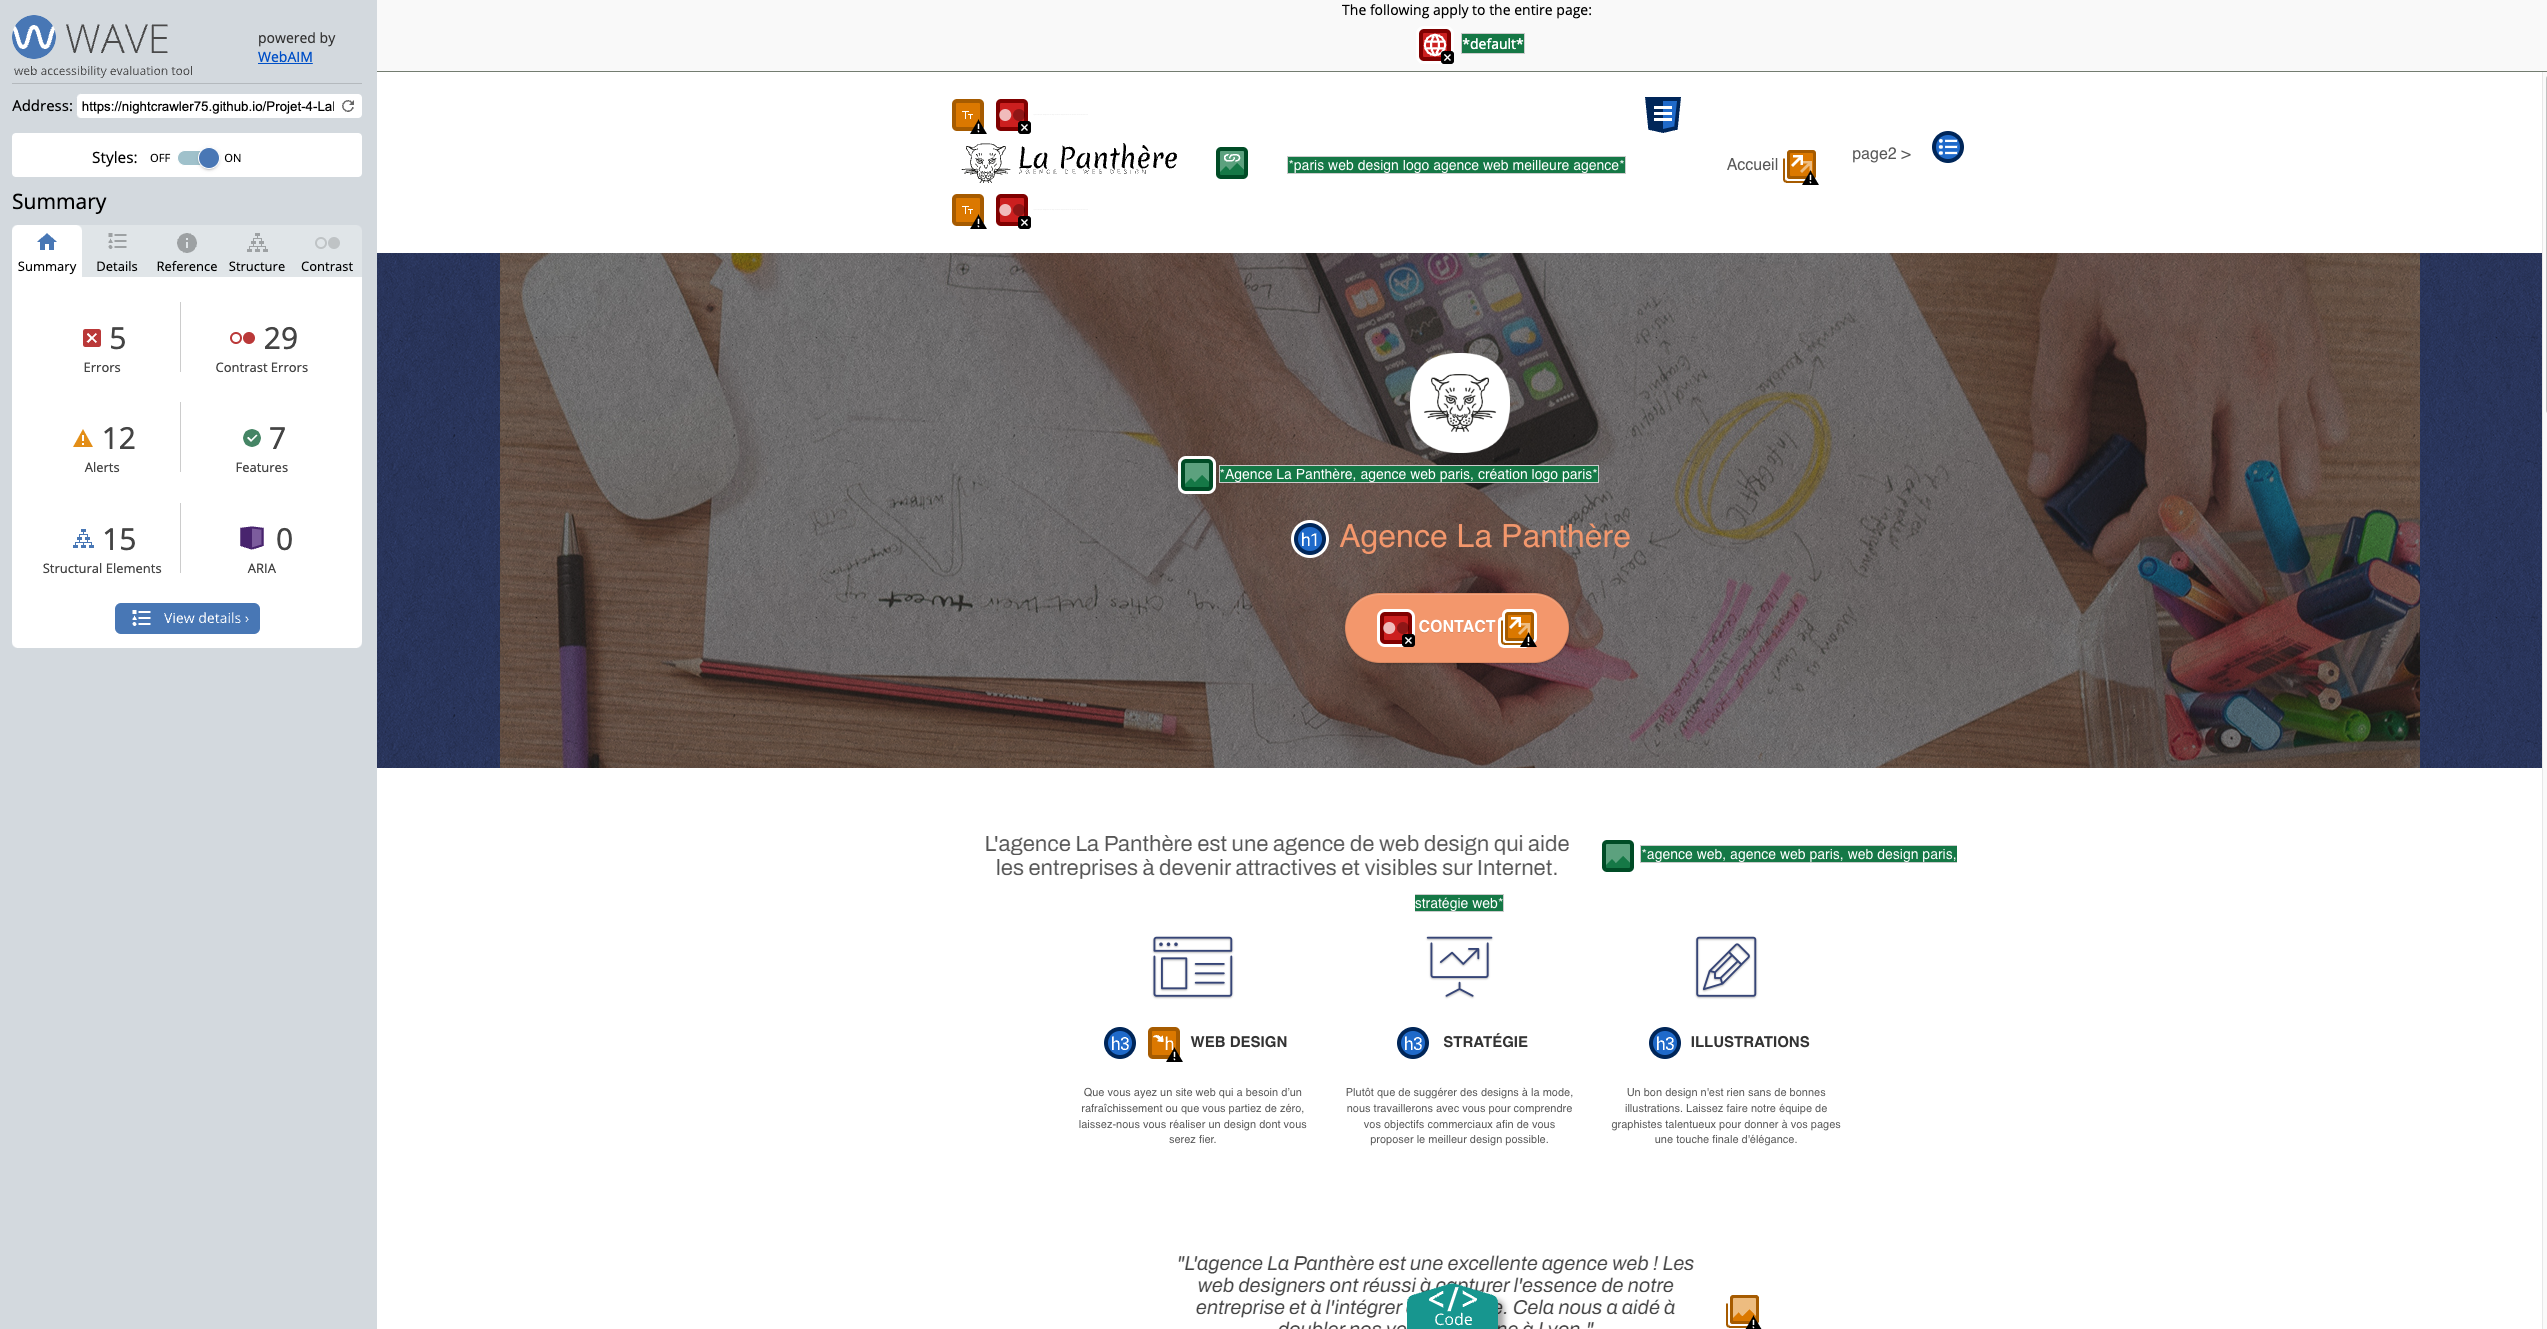 WAVE
powered by
WebAIM
web accessibility evaluation tool
Address: https://nightcrawler75.github.io/Projet-4-Lal
Styles: OFF ON
Summary
Summary Details Reference Structure Contrast
5 29
Errors Contrast Errors
12 7
Alerts Features
15 0
Structural Elements ARIA
View details ›
The following apply to the entire page:
*default*
La Panthère
AGENCE DE WEB DESIGN
*paris web design logo agence web meilleure agence*
Accueil
page2 >
*Agence La Panthère, agence web paris, création logo paris*
h1 Agence La Panthère
CONTACT
L'agence La Panthère est une agence de web design qui aide
les entreprises à devenir attractives et visibles sur Internet.
*agence web, agence web paris, web design paris,
stratégie web*
h3 h WEB DESIGN
h3 STRATÉGIE
h3 ILLUSTRATIONS
Que vous ayez un site web qui a besoin d'un
rafraîchissement ou que vous partiez de zéro,
laissez-nous vous réaliser un design dont vous
serez fier.
Plutôt que de suggérer des designs à la mode,
nous travaillerons avec vous pour comprendre
vos objectifs commerciaux afin de vous
proposer le meilleur design possible.
Un bon design n'est rien sans de bonnes
illustrations. Laissez faire notre équipe de
graphistes talentueux pour donner à vos pages
une touche finale d'élégance.
"L'agence La Panthère est une excellente agence web ! Les
web designers ont réussi à capturer l'essence de notre
entreprise et à l'intégrer . Cela nous a aidé à
doubler nos à Lyon."
</> Code